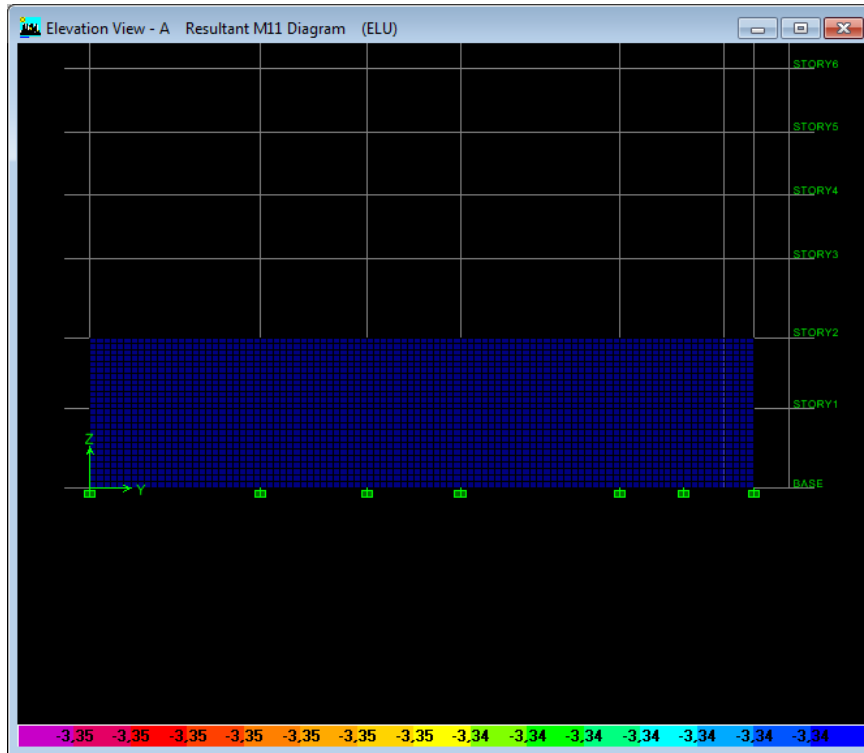 Elevation View - A Resultant M11 Diagram (ELU)
STORY6
STORY5
STORY4
STORY3
STORY2
STORY1
Z
Y
BASE
-3,35 -3,35 -3,35 -3,35 -3,35 -3,35 -3,35 -3,34 -3,34 -3,34 -3,34 -3,34 -3,34 -3,34